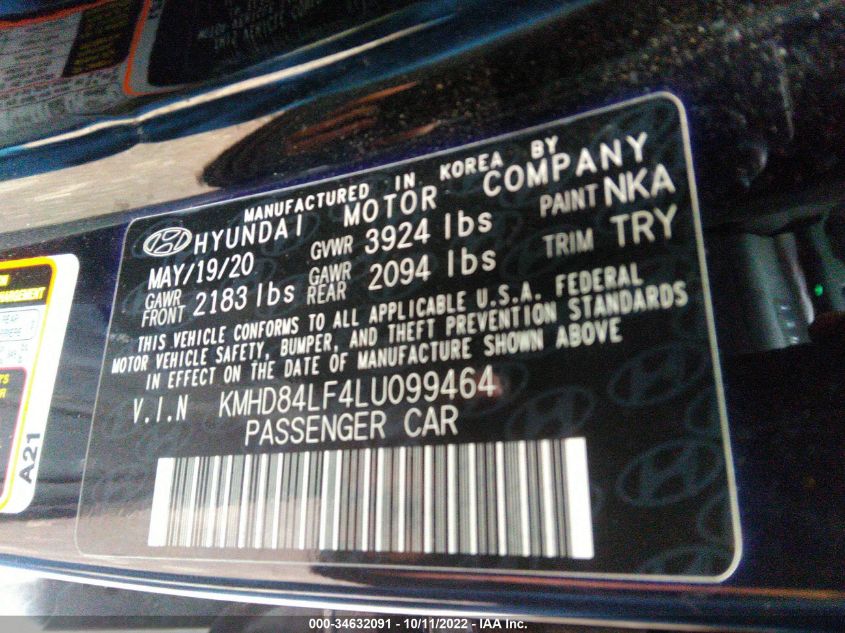 MANUFACTURED IN KOREA BY
HYUNDAI MOTOR COMPANY
MAY/19/20 GVWR 3924 lbs PAINT NKA
GAWR FRONT 2183 lbs GAWR REAR 2094 lbs TRIM TRY
THIS VEHICLE CONFORMS TO ALL APPLICABLE U.S.A. FEDERAL
MOTOR VEHICLE SAFETY, BUMPER, AND THEFT PREVENTION STANDARDS
IN EFFECT ON THE DATE OF MANUFACTURE SHOWN ABOVE
V.I.N KMHD84LF4LU099464
PASSENGER CAR
A21
000-34632091 - 10/11/2022 - IAA Inc.